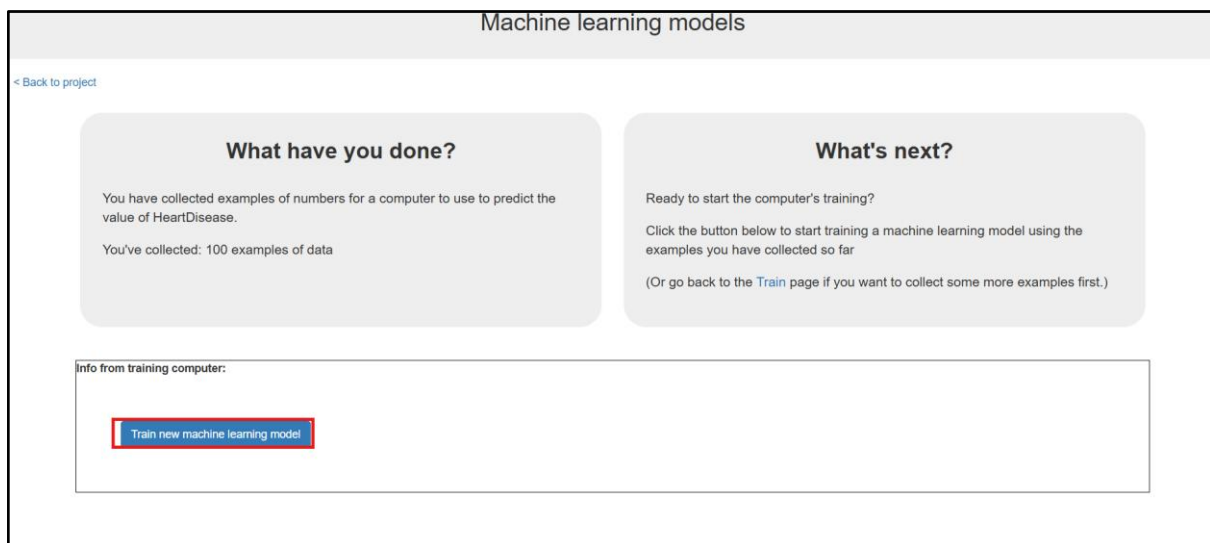 Machine learning models
< Back to project
What have you done?
You have collected examples of numbers for a computer to use to predict the
value of HeartDisease.
You've collected: 100 examples of data
What's next?
Ready to start the computer's training?
Click the button below to start training a machine learning model using the
examples you have collected so far
(Or go back to the Train page if you want to collect some more examples first.)
Info from training computer:
Train new machine learning model